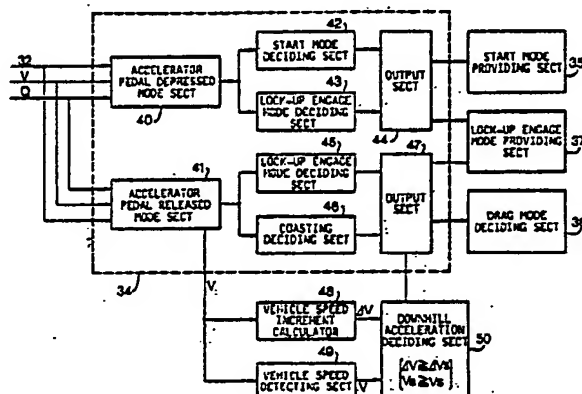 32
V
O
ACCELERATOR
PEDAL DEPRESSED
MODE SECT
40
42
START MODE
DECIDING SECT
43
LOCK-UP ENGAGE
MODE DECIDING
SECT
OUTPUT
SECT
44
START MODE
PROVIDING SECT
35
LOCK-UP ENGAGE
MODE PROVIDING
SECT
37
41
ACCELERATOR
PEDAL RELEASED
MODE SECT
45
LOCK-UP ENGAGE
MODE DECIDING
SECT
46
COASTING
DECIDING SECT
47
OUTPUT
SECT
DRAG MODE
DECIDING SECT
34
V
48
VEHICLE SPEED
INCREMENT
CALCULATOR
ΔV
49
VEHICLE SPEED
DETECTING SECT
V
DOWNHILL
ACCELERATION
DECIDING SECT
50
ΔV≧ΔVs
Vs≧Vs